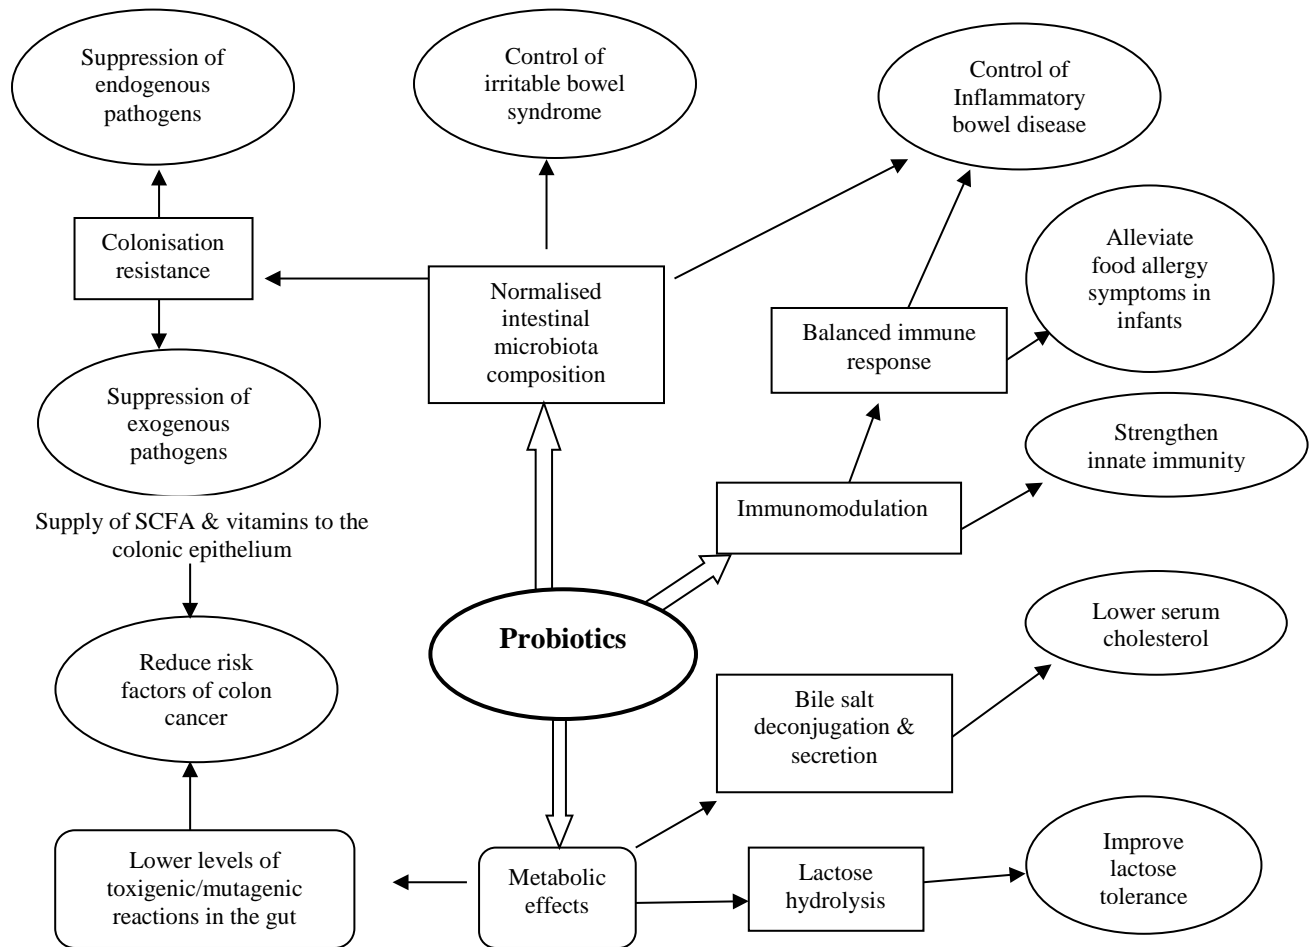 Suppression of
endogenous
pathogens
Control of
irritable bowel
syndrome
Control of
Inflammatory
bowel disease
Colonisation
resistance
Normalised
intestinal
microbiota
composition
Alleviate
food allergy
symptoms in
infants
Balanced immune
response
Suppression of
exogenous
pathogens
Strengthen
innate immunity
Immunomodulation
Supply of SCFA & vitamins to the
colonic epithelium
Probiotics
Lower serum
cholesterol
Reduce risk
factors of colon
cancer
Bile salt
deconjugation &
secretion
Lower levels of
toxigenic/mutagenic
reactions in the gut
Metabolic
effects
Lactose
hydrolysis
Improve
lactose
tolerance